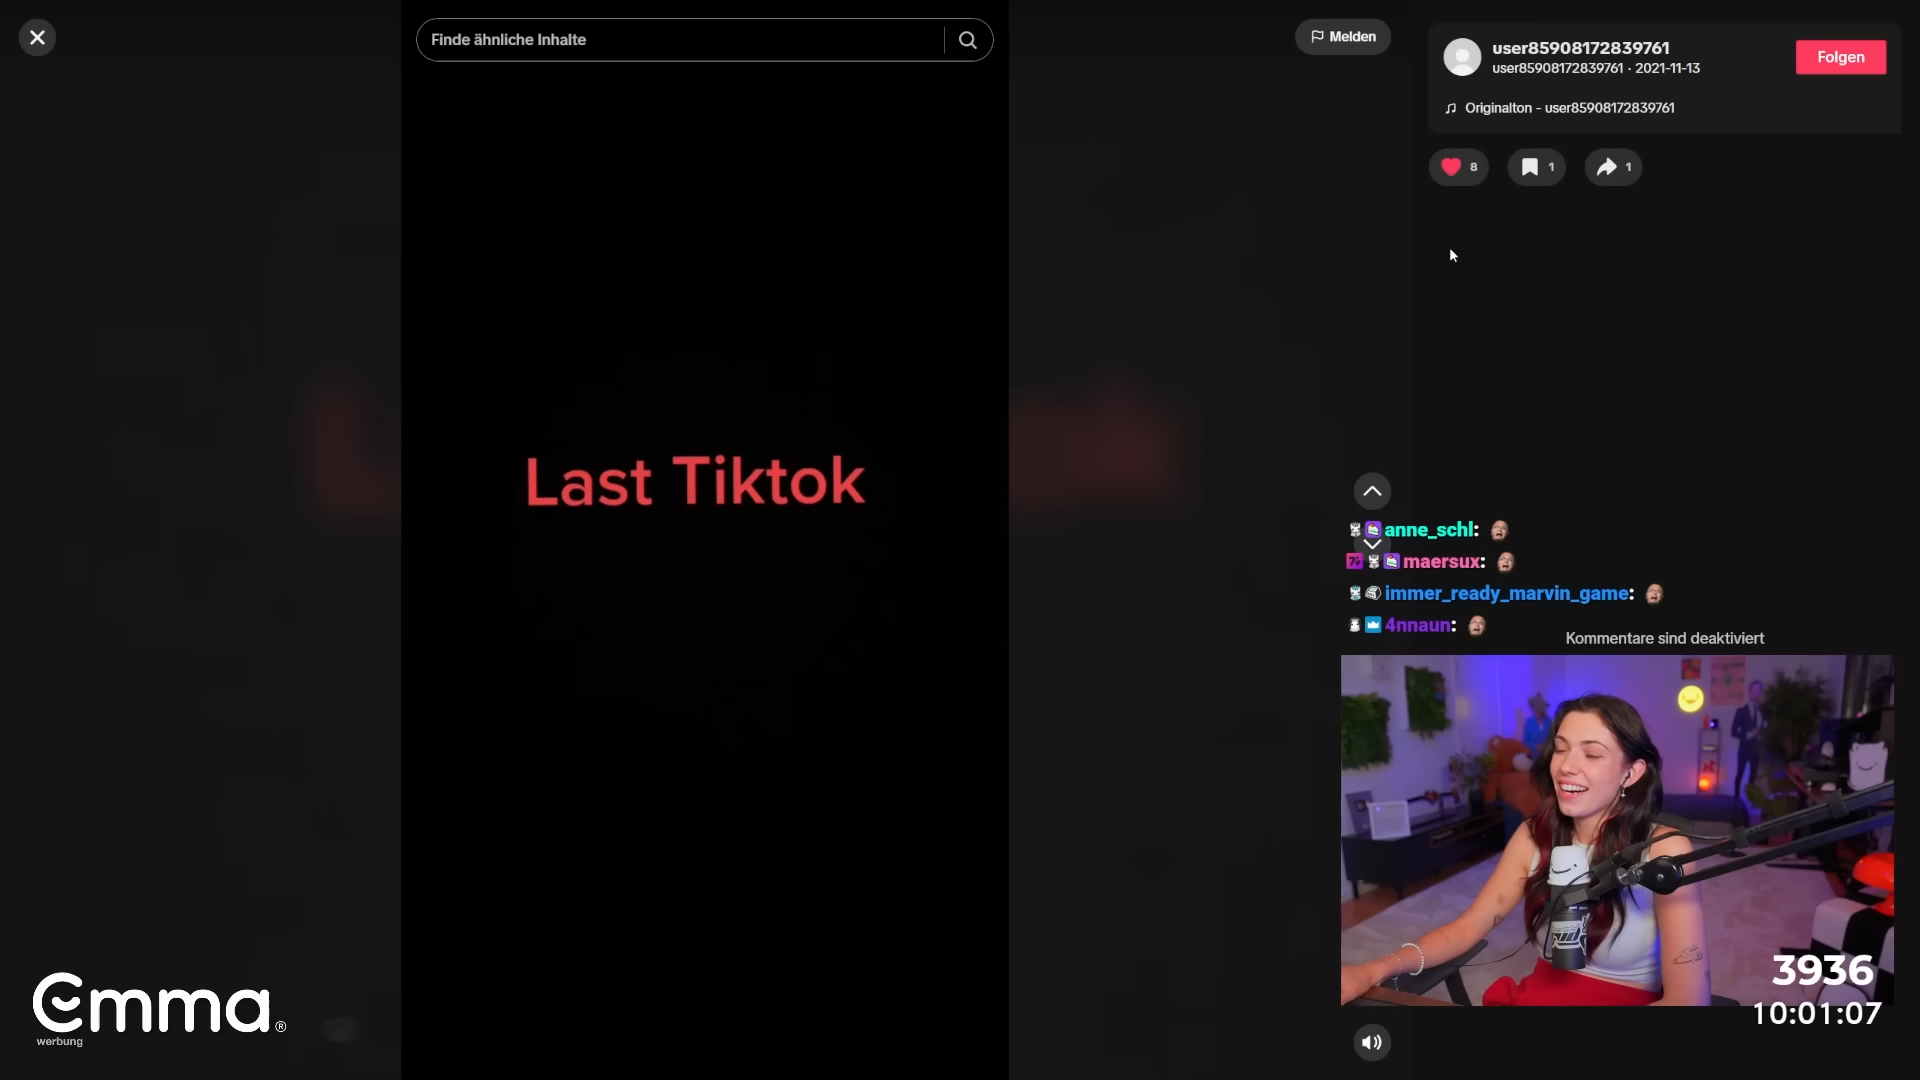 Finde ähnliche Inhalte
Melden
user85908172839761
user85908172839761 · 2021-11-13
Folgen
Originalton - user85908172839761
8
1
1
Last Tiktok
anne_schl:
maersux:
immer_ready_marvin_game:
4nnaun:
Kommentare sind deaktiviert
3936
10:01:07
emma®
werbung